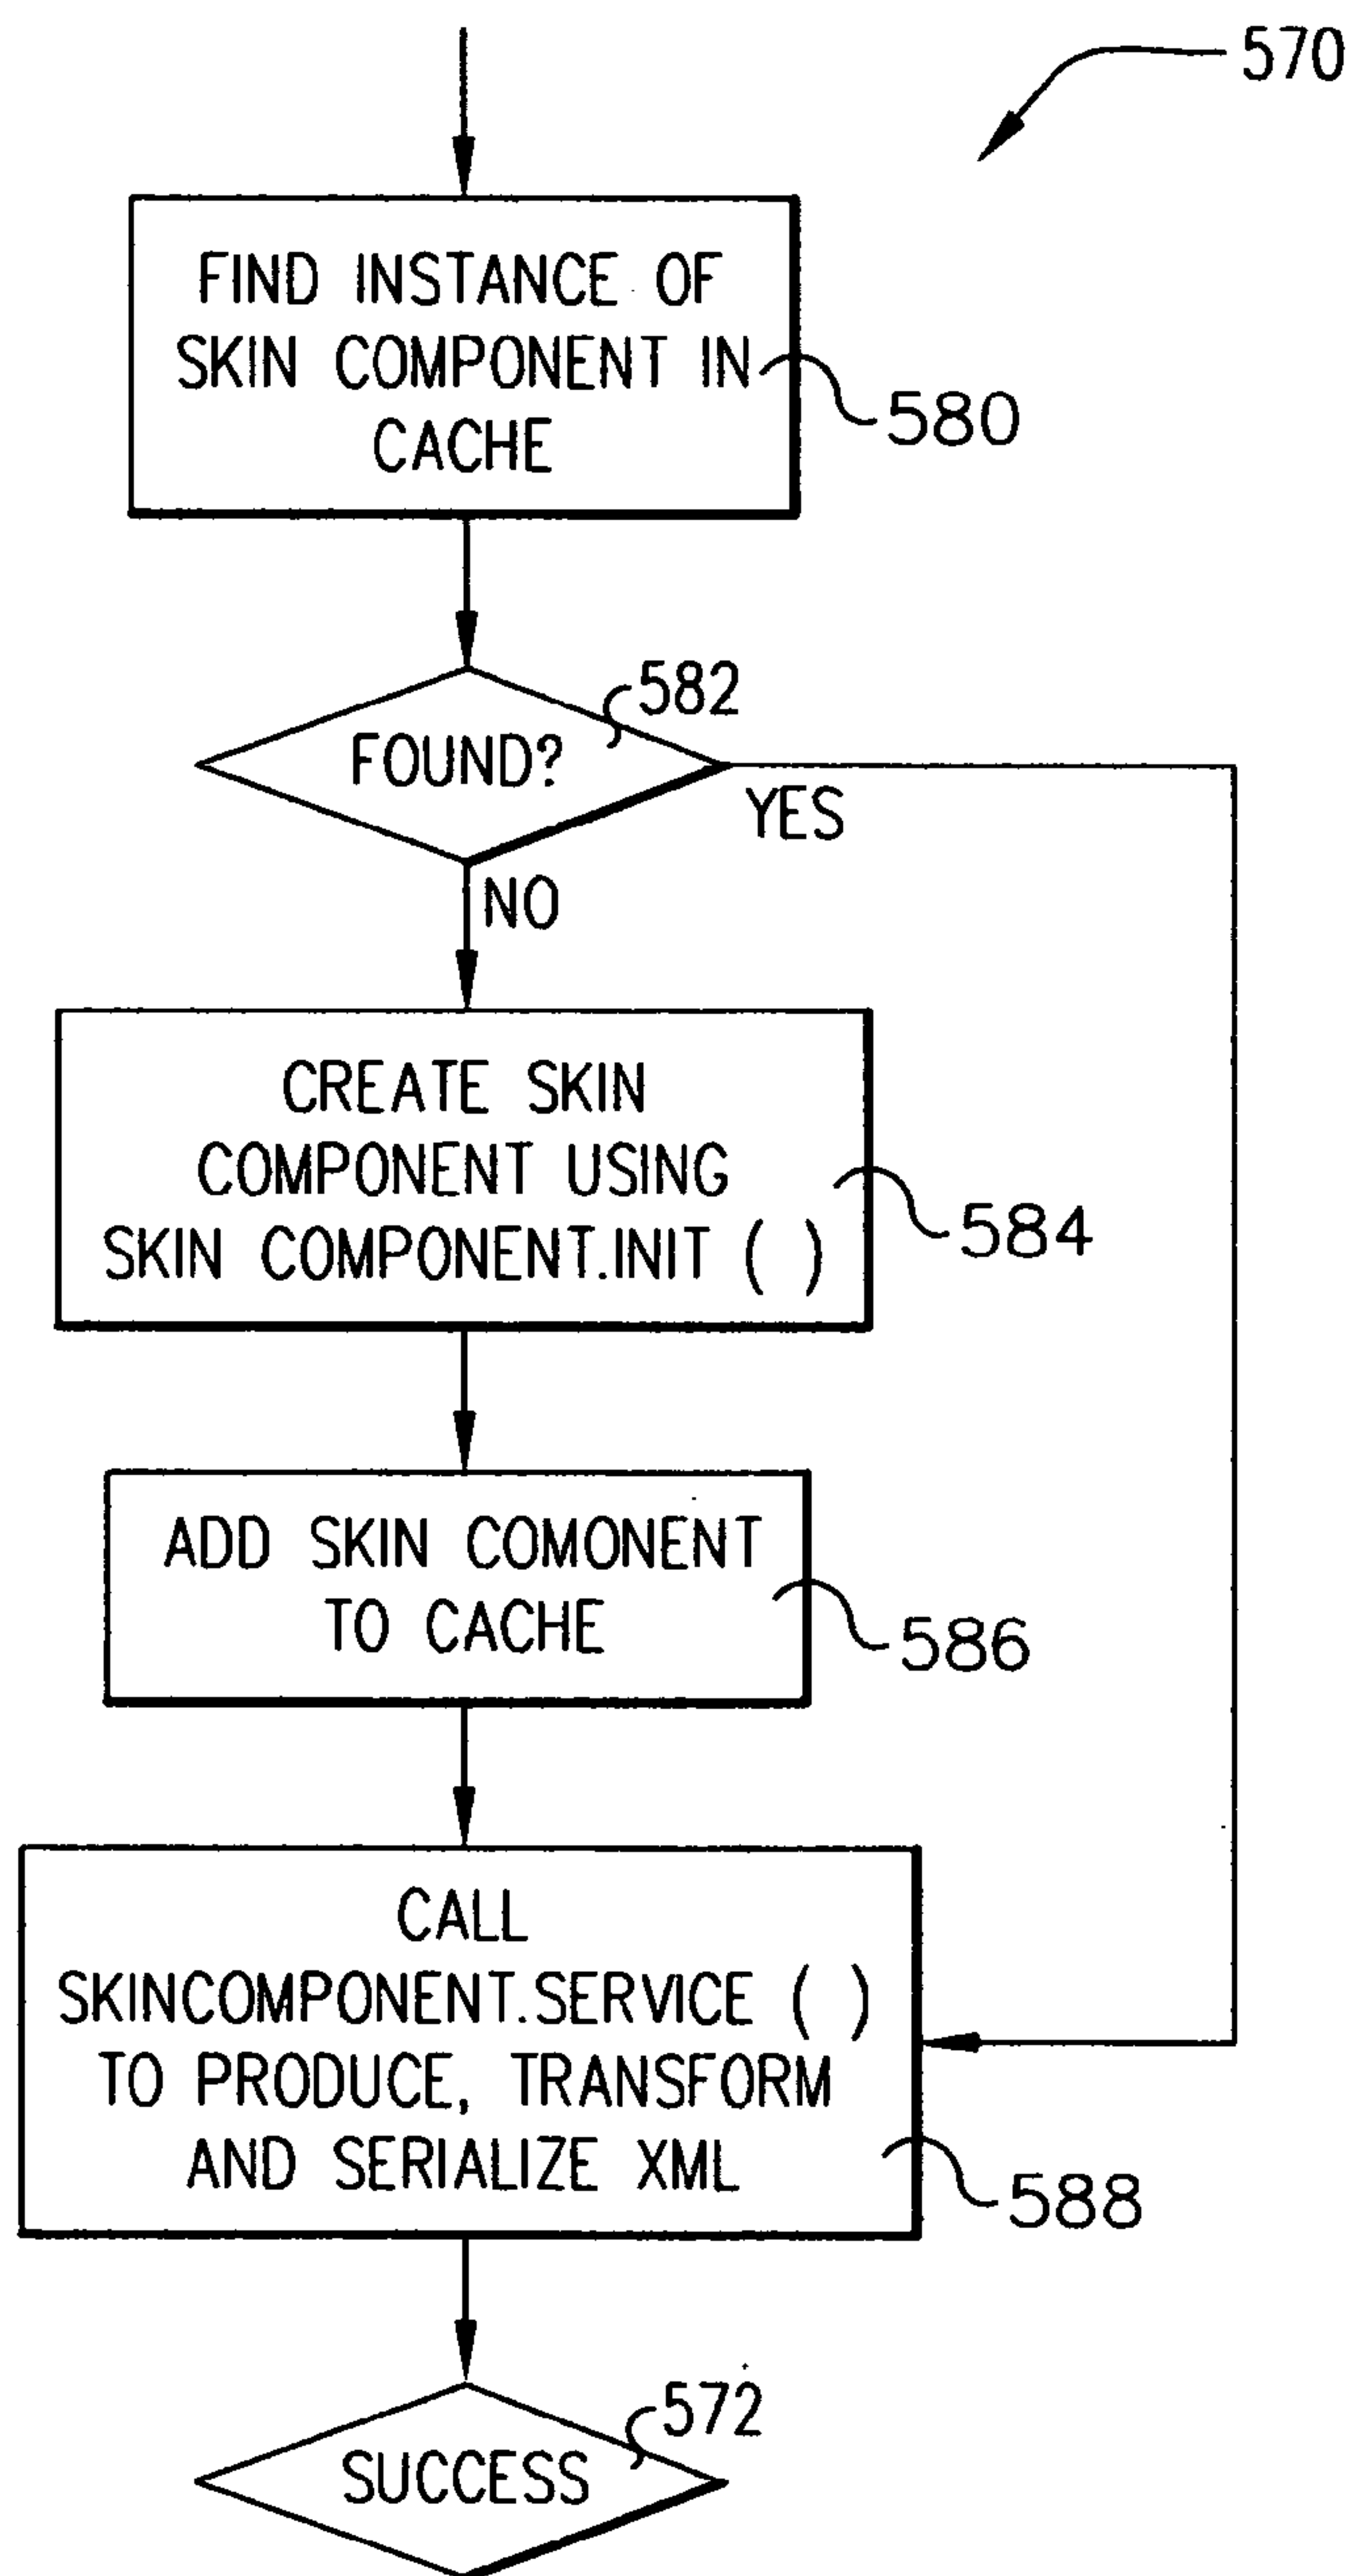 570
FIND INSTANCE OF
SKIN COMPONENT IN
CACHE
580
582
FOUND?
YES
NO
CREATE SKIN
COMPONENT USING
SKIN COMPONENT.INIT ( )
584
ADD SKIN COMONENT
TO CACHE
586
CALL
SKINCOMPONENT.SERVICE ( )
TO PRODUCE, TRANSFORM
AND SERIALIZE XML
588
572
SUCCESS